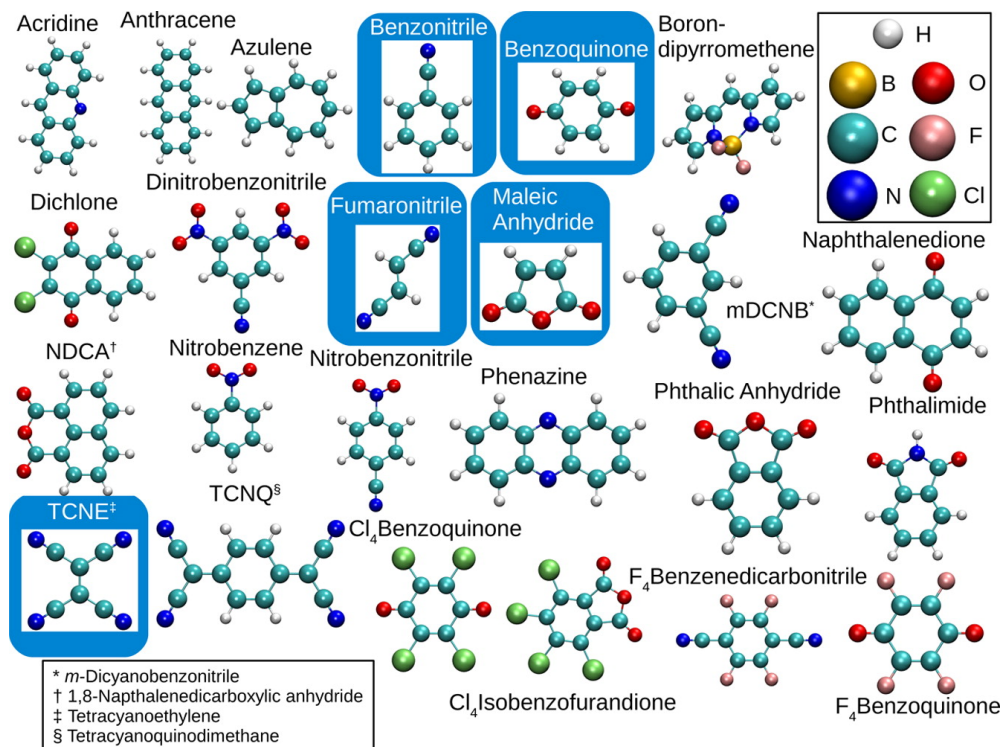 Acridine
Anthracene
Azulene
Benzonitrile
Benzoquinone
Boron-
dipyrromethene
H
B
O
C
F
N
Cl
Dichlone
Dinitrobenzonitrile
Fumaronitrile
Maleic
Anhydride
mDCNB*
Naphthalenedione
NDCA†
Nitrobenzene
Nitrobenzonitrile
Phenazine
Phthalic Anhydride
Phthalimide
TCNE‡
TCNQ§
Cl₄Benzoquinone
Cl₄Isobenzofurandione
F₄Benzenedicarbonitrile
F₄Benzoquinone
* m-Dicyanobenzonitrile
† 1,8-Napthalenedicarboxylic anhydride
‡ Tetracyanoethylene
§ Tetracyanoquinodimethane